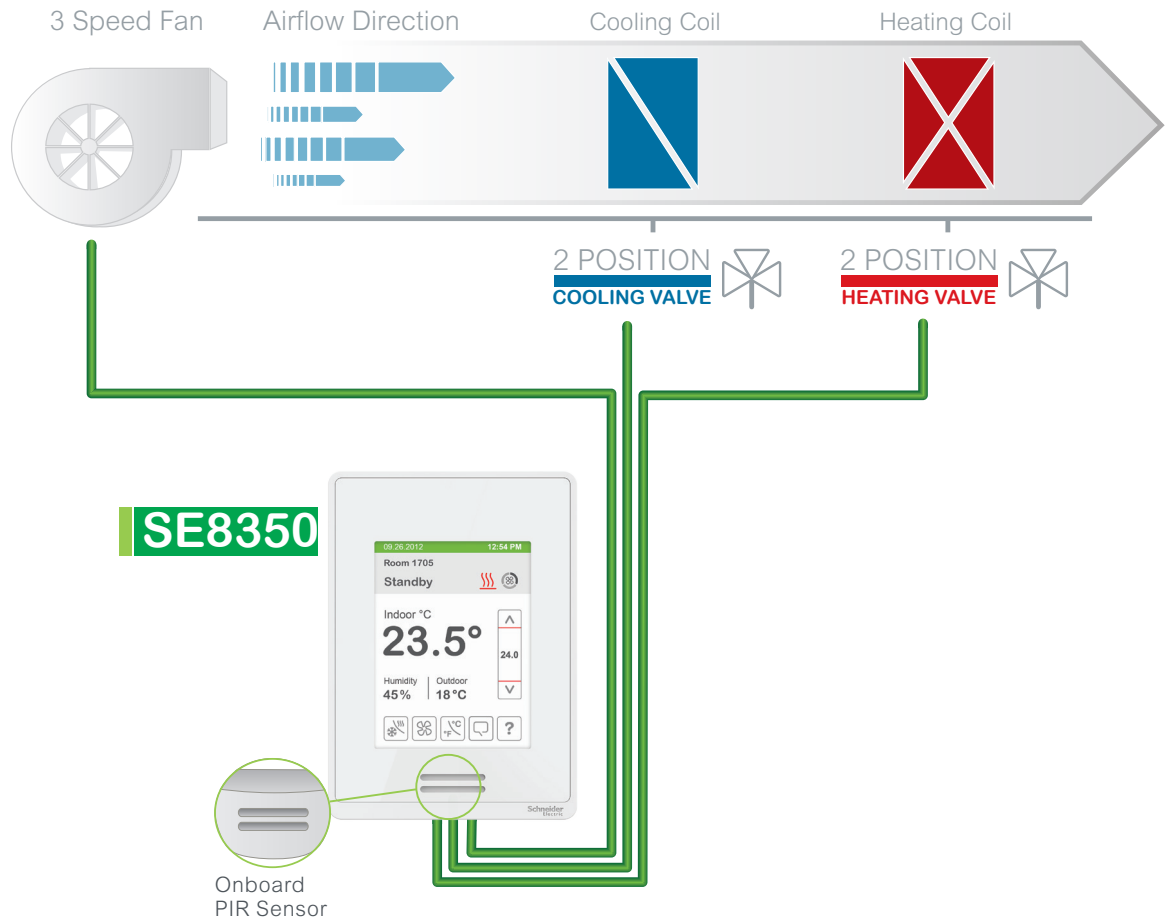 3 Speed Fan
Airflow Direction
Cooling Coil
Heating Coil
2 POSITION
COOLING VALVE
2 POSITION
HEATING VALVE
SE8350
09.26.2012 12:54 PM
Room 1705
Standby
Indoor °C
23.5°
24.0
Humidity
45%
Outdoor
18°C
°C
°F
?
Schneider
Electric
Onboard
PIR Sensor